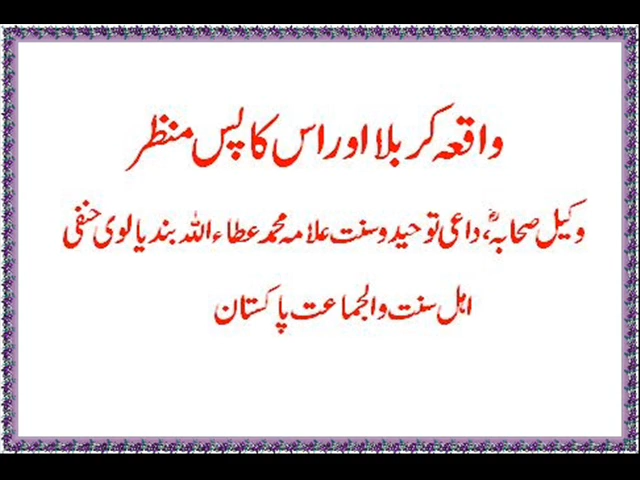 واقعہ کربلا اور اس کا پس منظر
وکیل صحابہؓ، داعی توحید و سنت علامہ محمد عطاء اللہ بندیالوی حنفی
اہل سنت والجماعت پاکستان